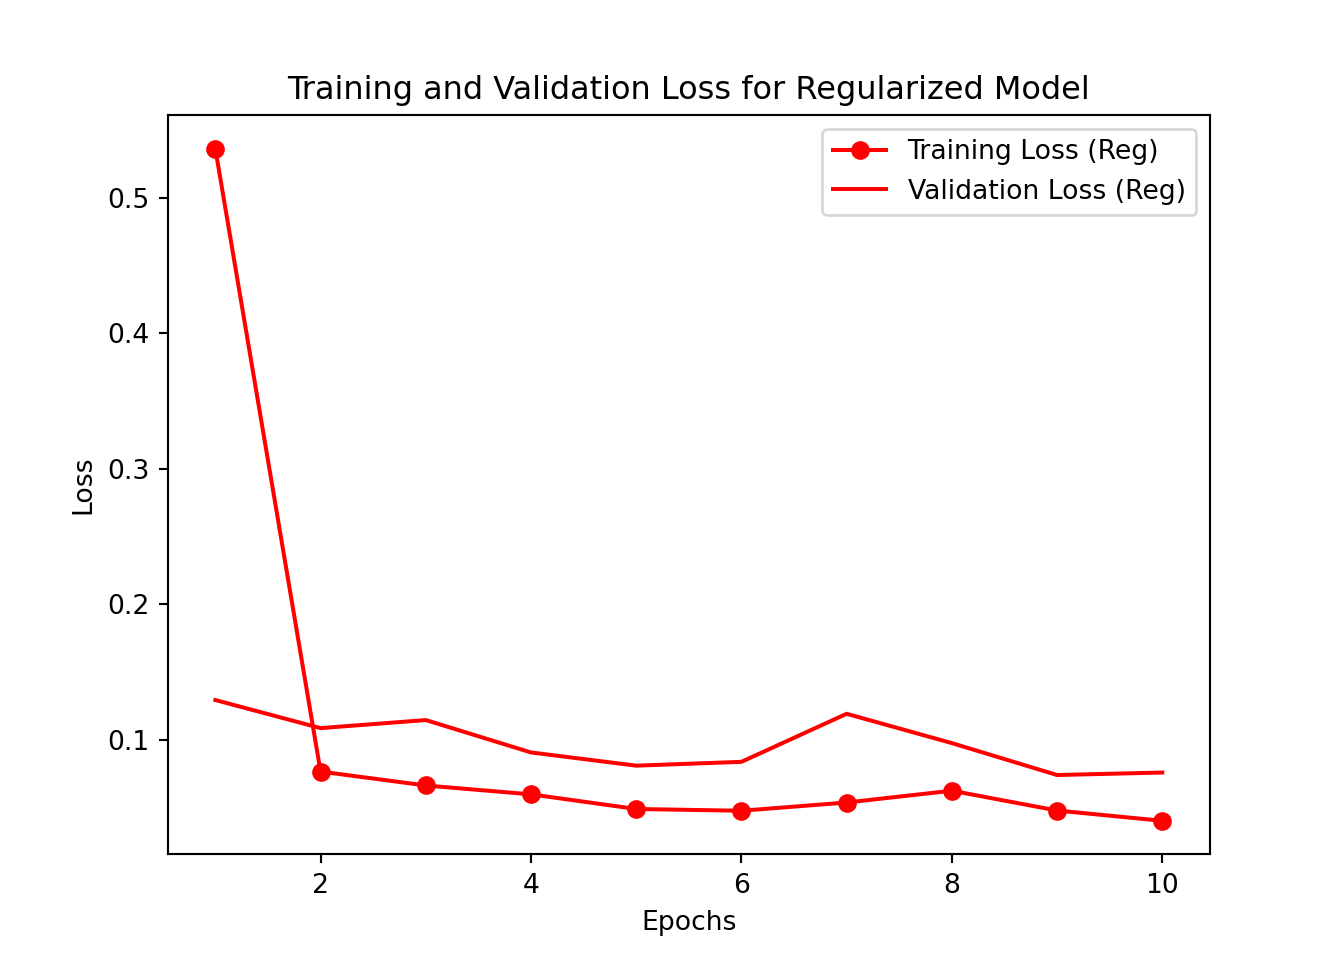 Training and Validation Loss for Regularized Model
Training Loss (Reg)
Validation Loss (Reg)
Loss
0.5
0.4
0.3
0.2
0.1
2 4 6 8 10
Epochs